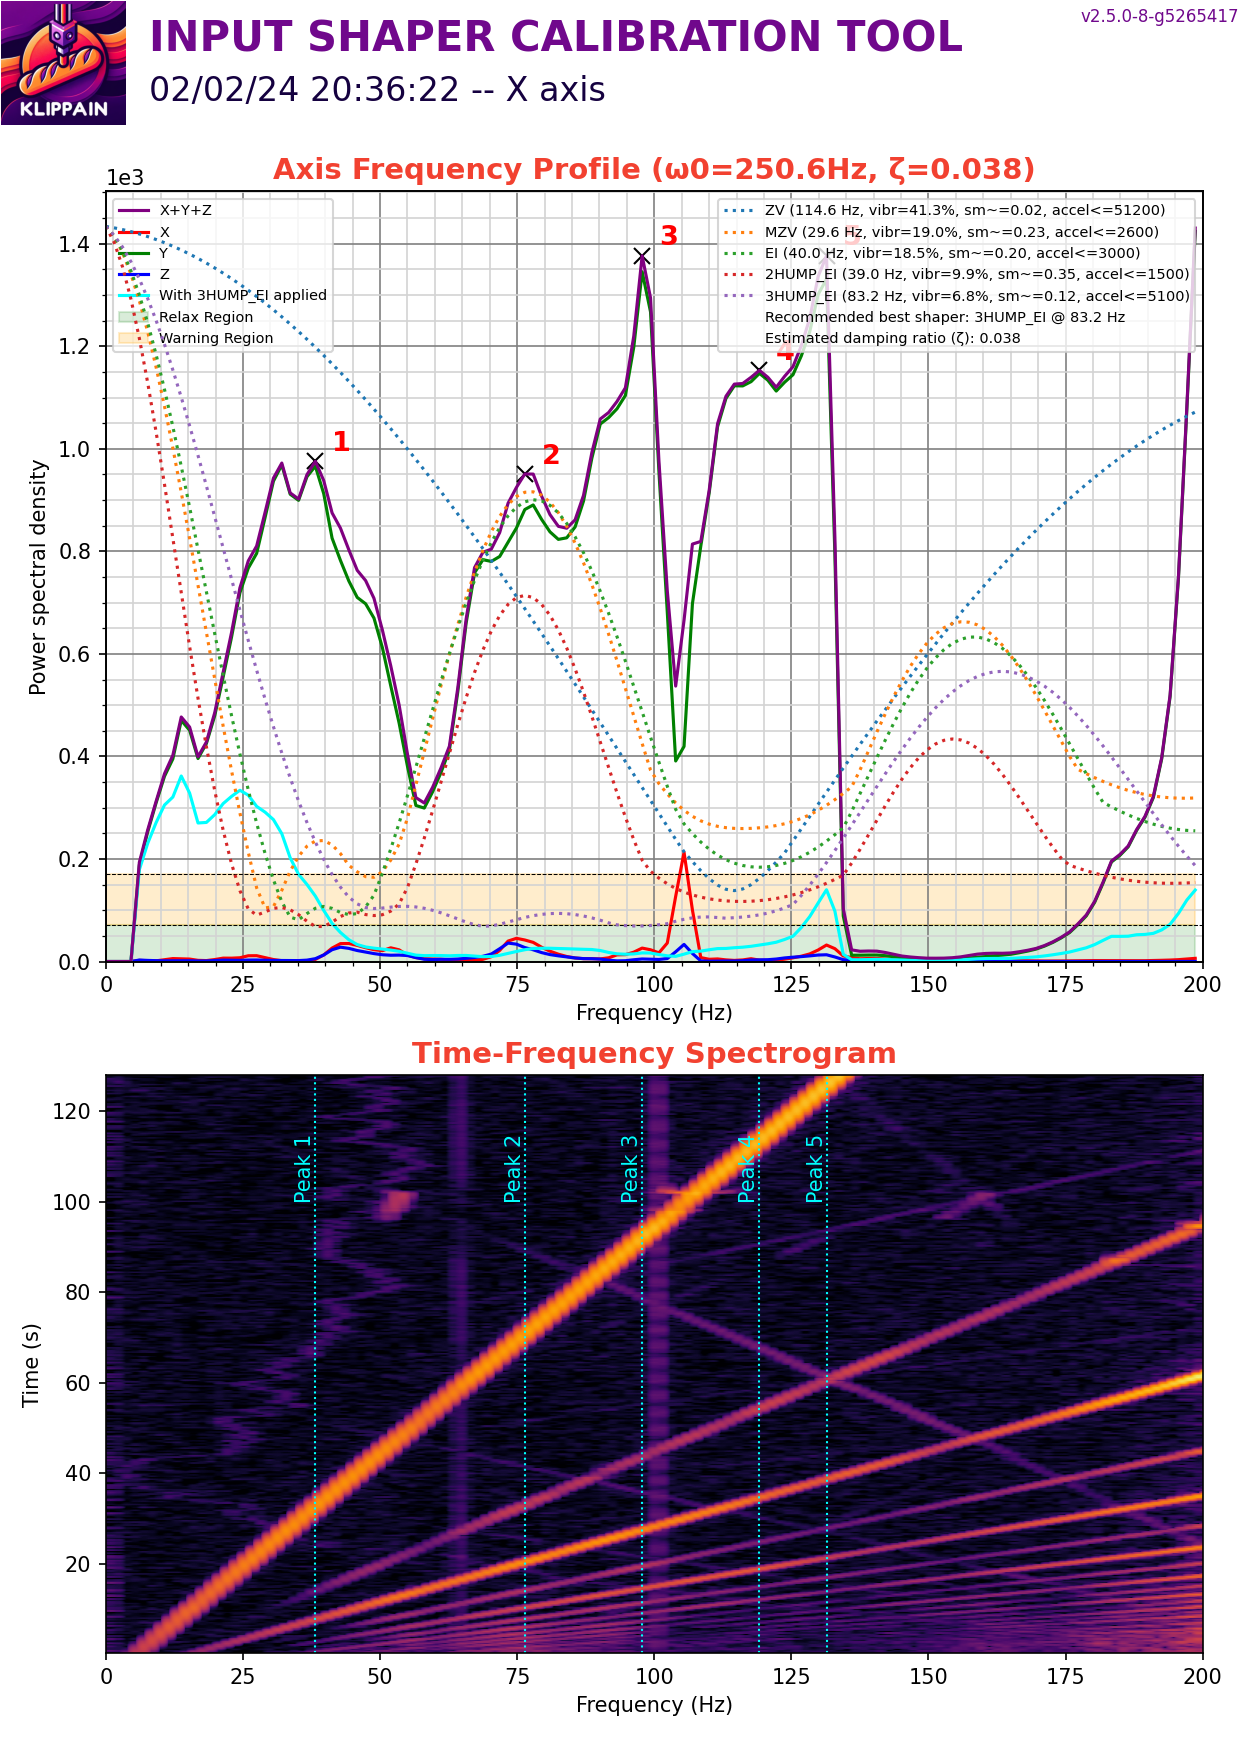 v2.5.0-8-g5265417
INPUT SHAPER CALIBRATION TOOL
02/02/24 20:36:22 -- X axis
KLIPPAIN
Axis Frequency Profile (ω0=250.6Hz, ζ=0.038)
1e3
X+Y+Z
X
Y
Z
With 3HUMP_EI applied
Relax Region
Warning Region
ZV (114.6 Hz, vibr=41.3%, sm~=0.02, accel<=51200)
MZV (29.6 Hz, vibr=19.0%, sm~=0.23, accel<=2600)
EI (40.0 Hz, vibr=18.5%, sm~=0.20, accel<=3000)
2HUMP_EI (39.0 Hz, vibr=9.9%, sm~=0.35, accel<=1500)
3HUMP_EI (83.2 Hz, vibr=6.8%, sm~=0.12, accel<=5100)
Recommended best shaper: 3HUMP_EI @ 83.2 Hz
Estimated damping ratio (ζ): 0.038
1
2
3
4
5
Power spectral density
1.4
1.2
1.0
0.8
0.6
0.4
0.2
0.0
0 25 50 75 100 125 150 175 200
Frequency (Hz)
Time-Frequency Spectrogram
Time (s)
120
100
80
60
40
20
Peak 1
Peak 2
Peak 3
Peak 4
Peak 5
0 25 50 75 100 125 150 175 200
Frequency (Hz)